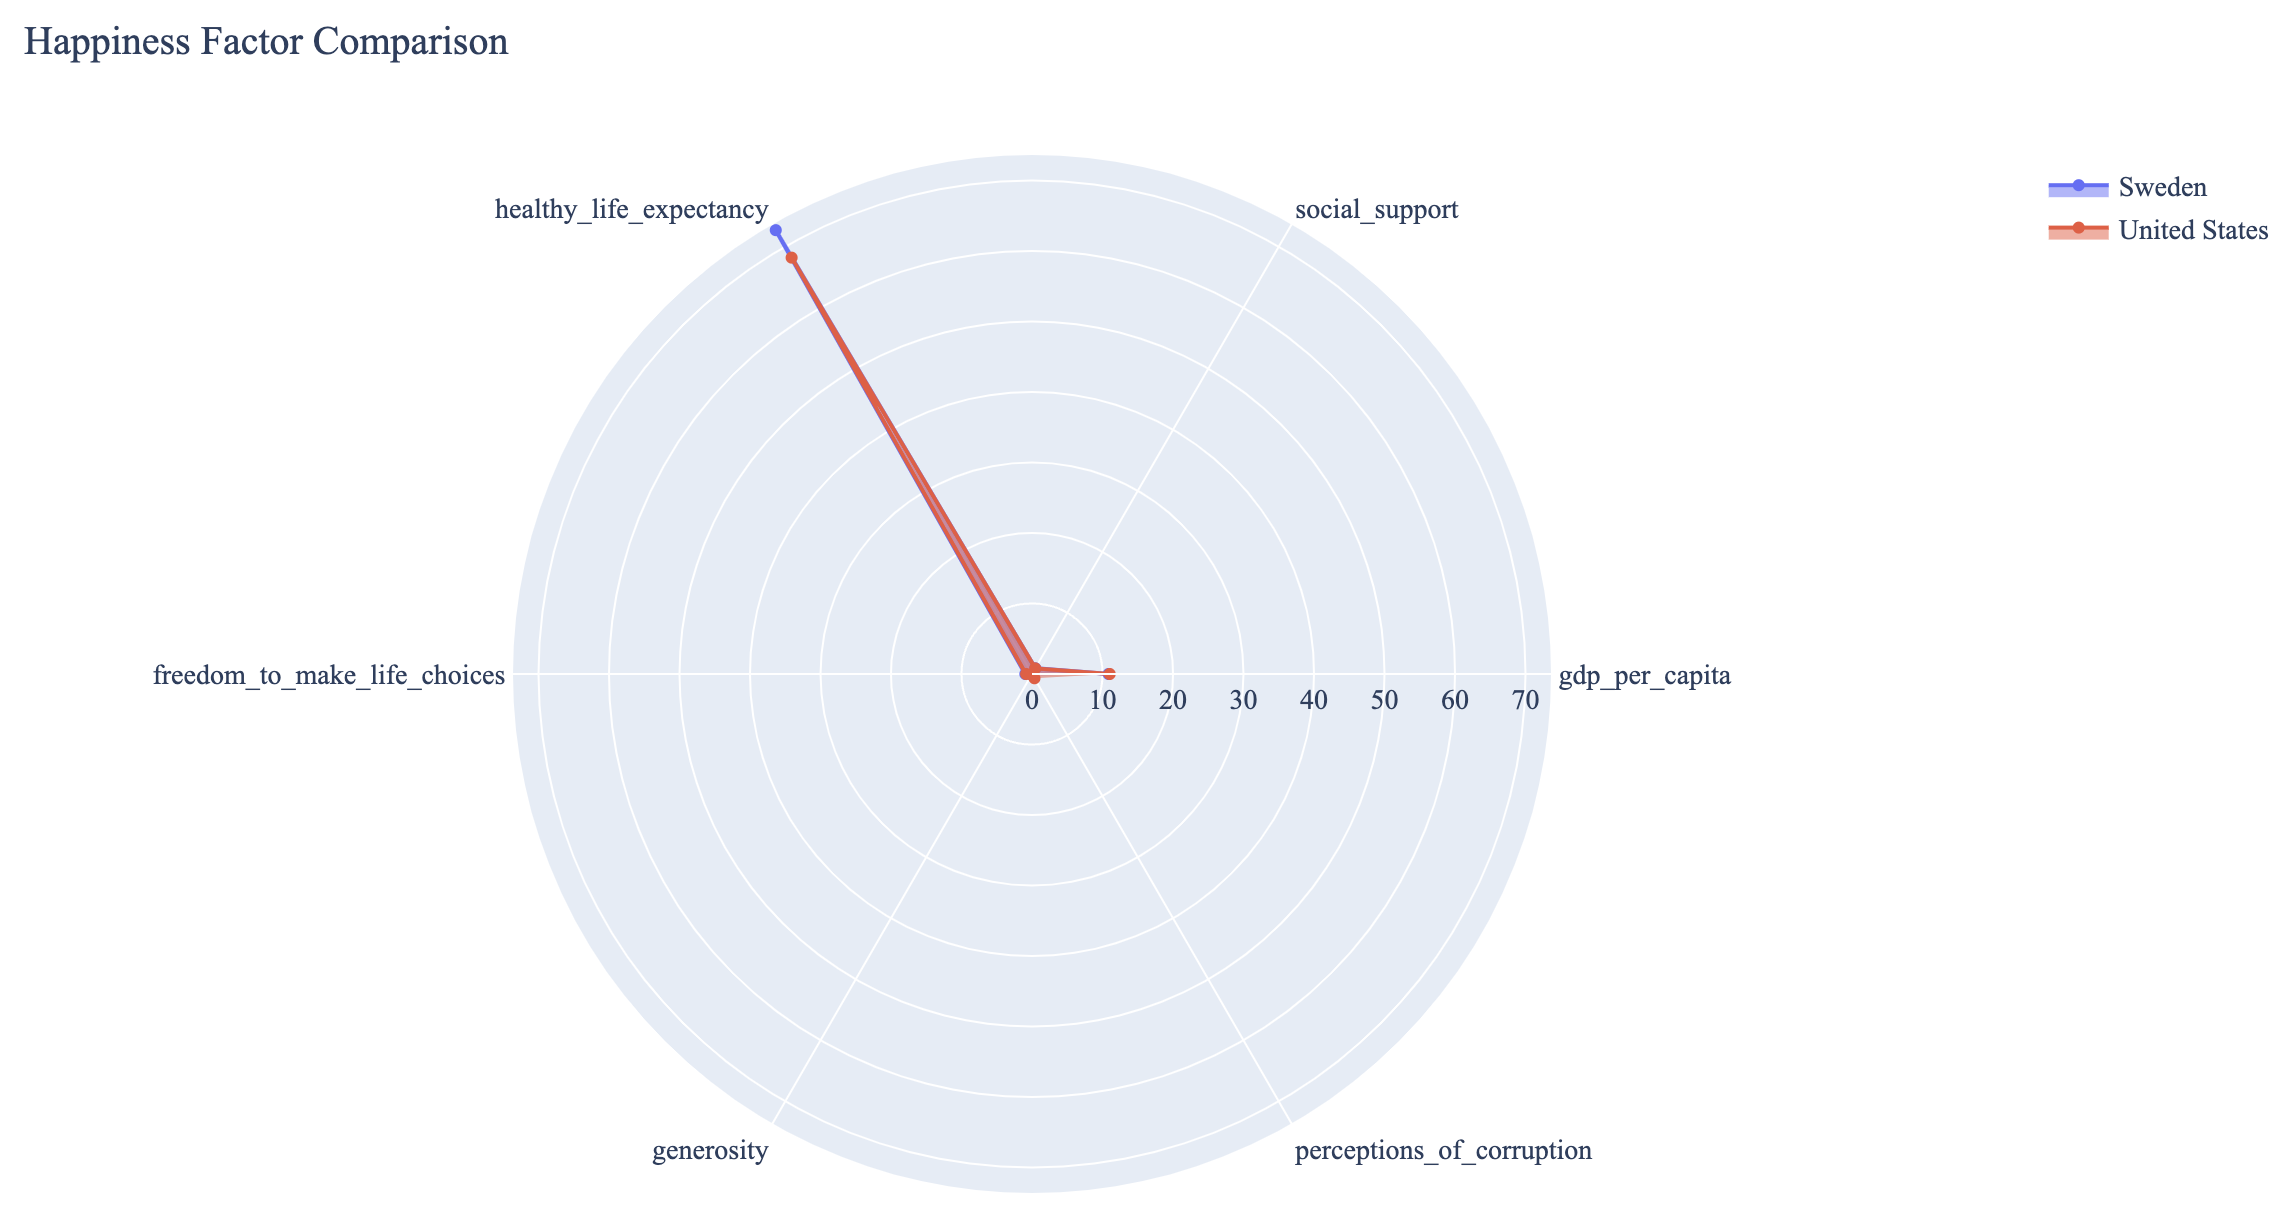 Happiness Factor Comparison
healthy_life_expectancy
social_support
Sweden
United States
freedom_to_make_life_choices
gdp_per_capita
0 10 20 30 40 50 60 70
generosity
perceptions_of_corruption